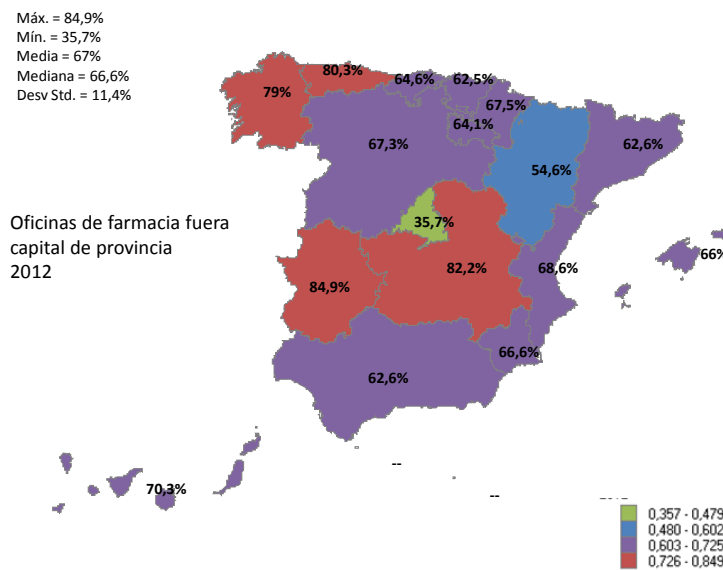 Máx. = 84,9%
Mín. = 35,7%
Media = 67%
Mediana = 66,6%
Desv Std. = 11,4%
80,3%
64,6%
62,5%
79%
67,5%
64,1%
67,3%
62,6%
54,6%
Oficinas de farmacia fuera
capital de provincia
2012
35,7%
66%
68,6%
82,2%
84,9%
66,6%
62,6%
--
70,3%
--
0,357 - 0,479
0,480 - 0,602
0,603 - 0,725
0,726 - 0,849